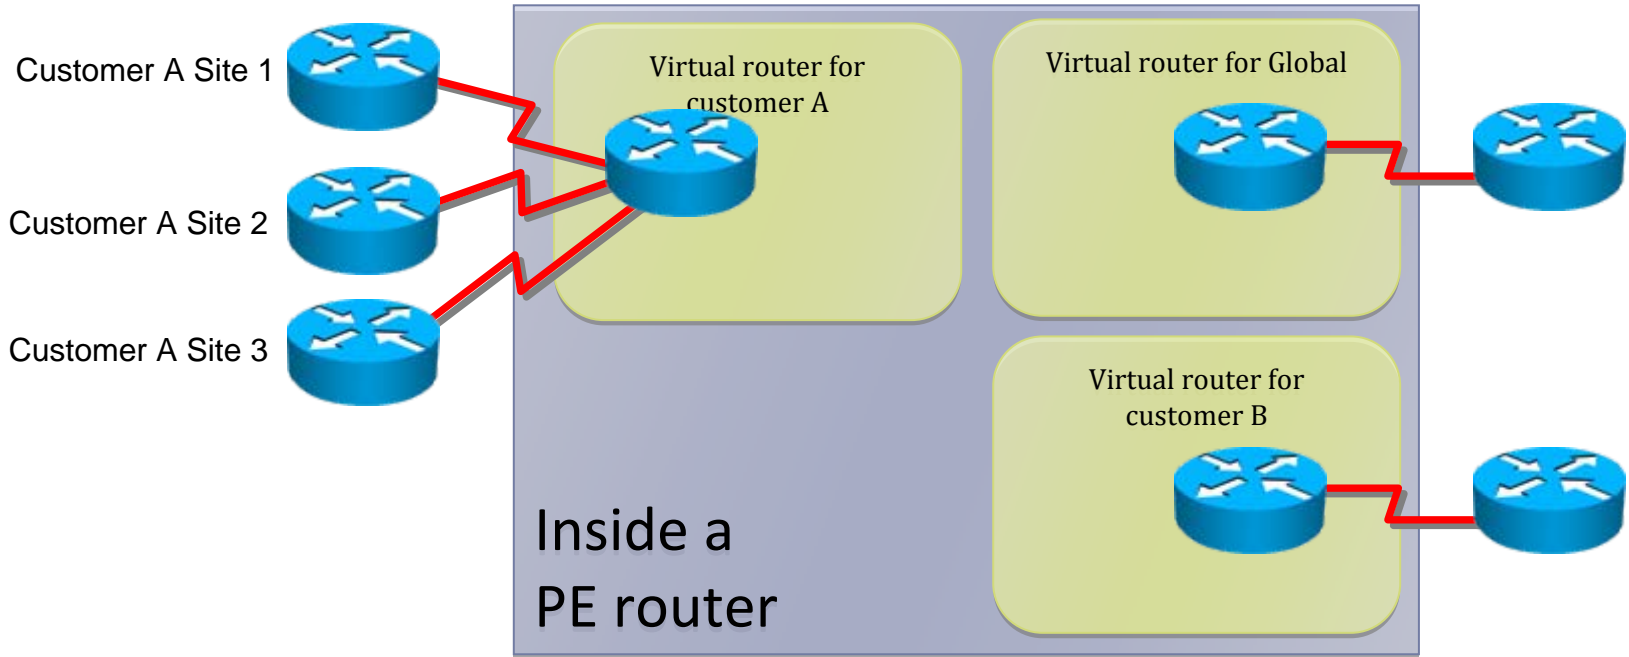 Customer A Site 1
Customer A Site 2
Customer A Site 3
Virtual router for
customer A
Virtual router for Global
Virtual router for
customer B
Inside a
PE router